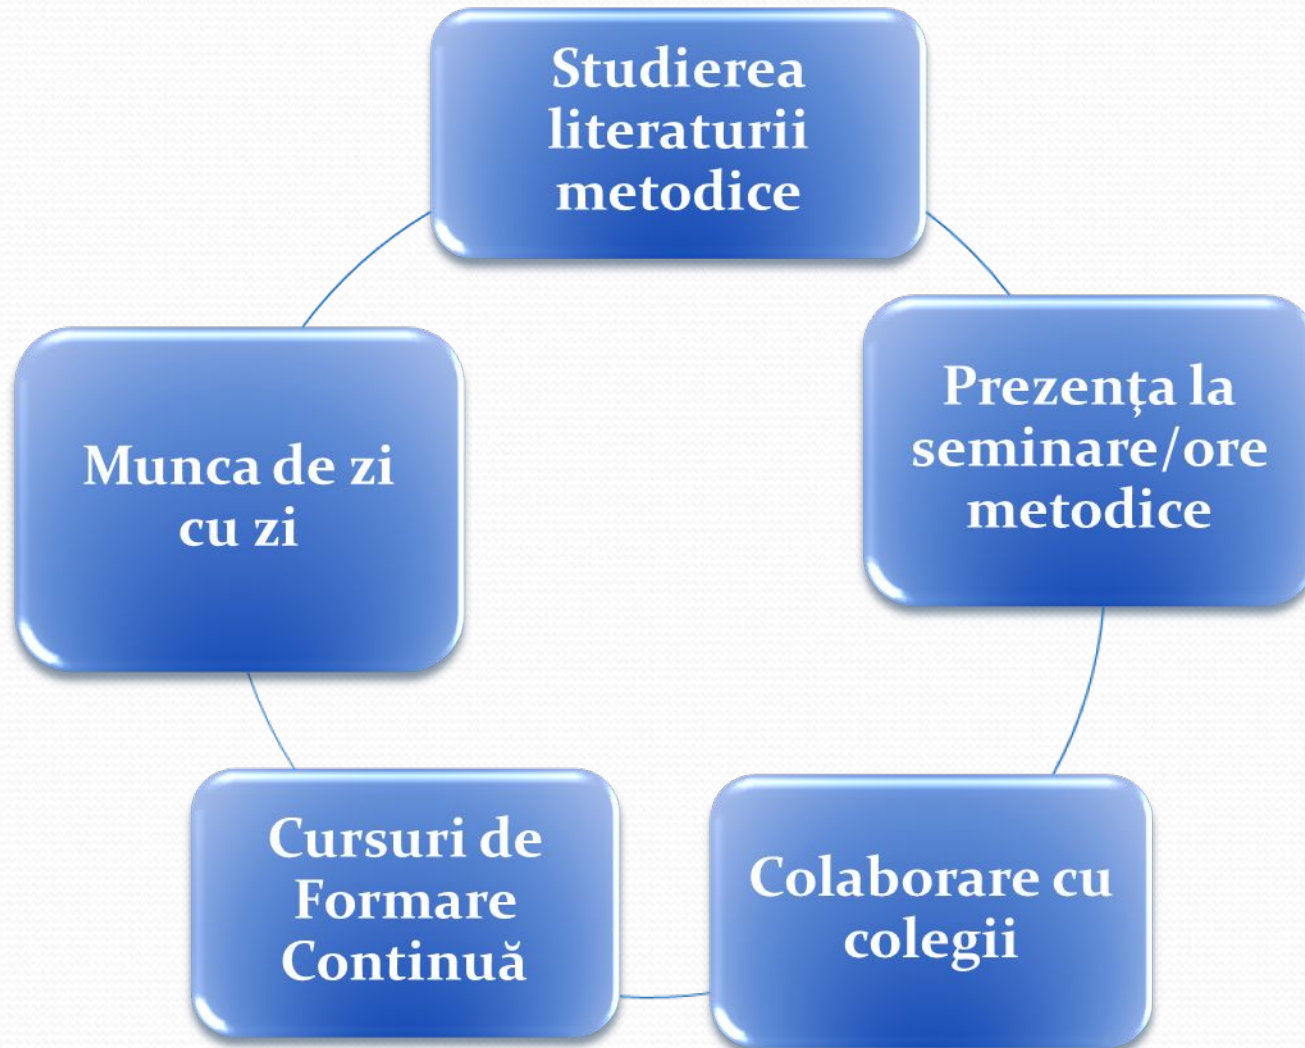 Studierea
literaturii
metodice
Prezenţa la
seminare/ore
metodice
Colaborare cu
colegii
Cursuri de
Formare
Continuă
Munca de zi
cu zi